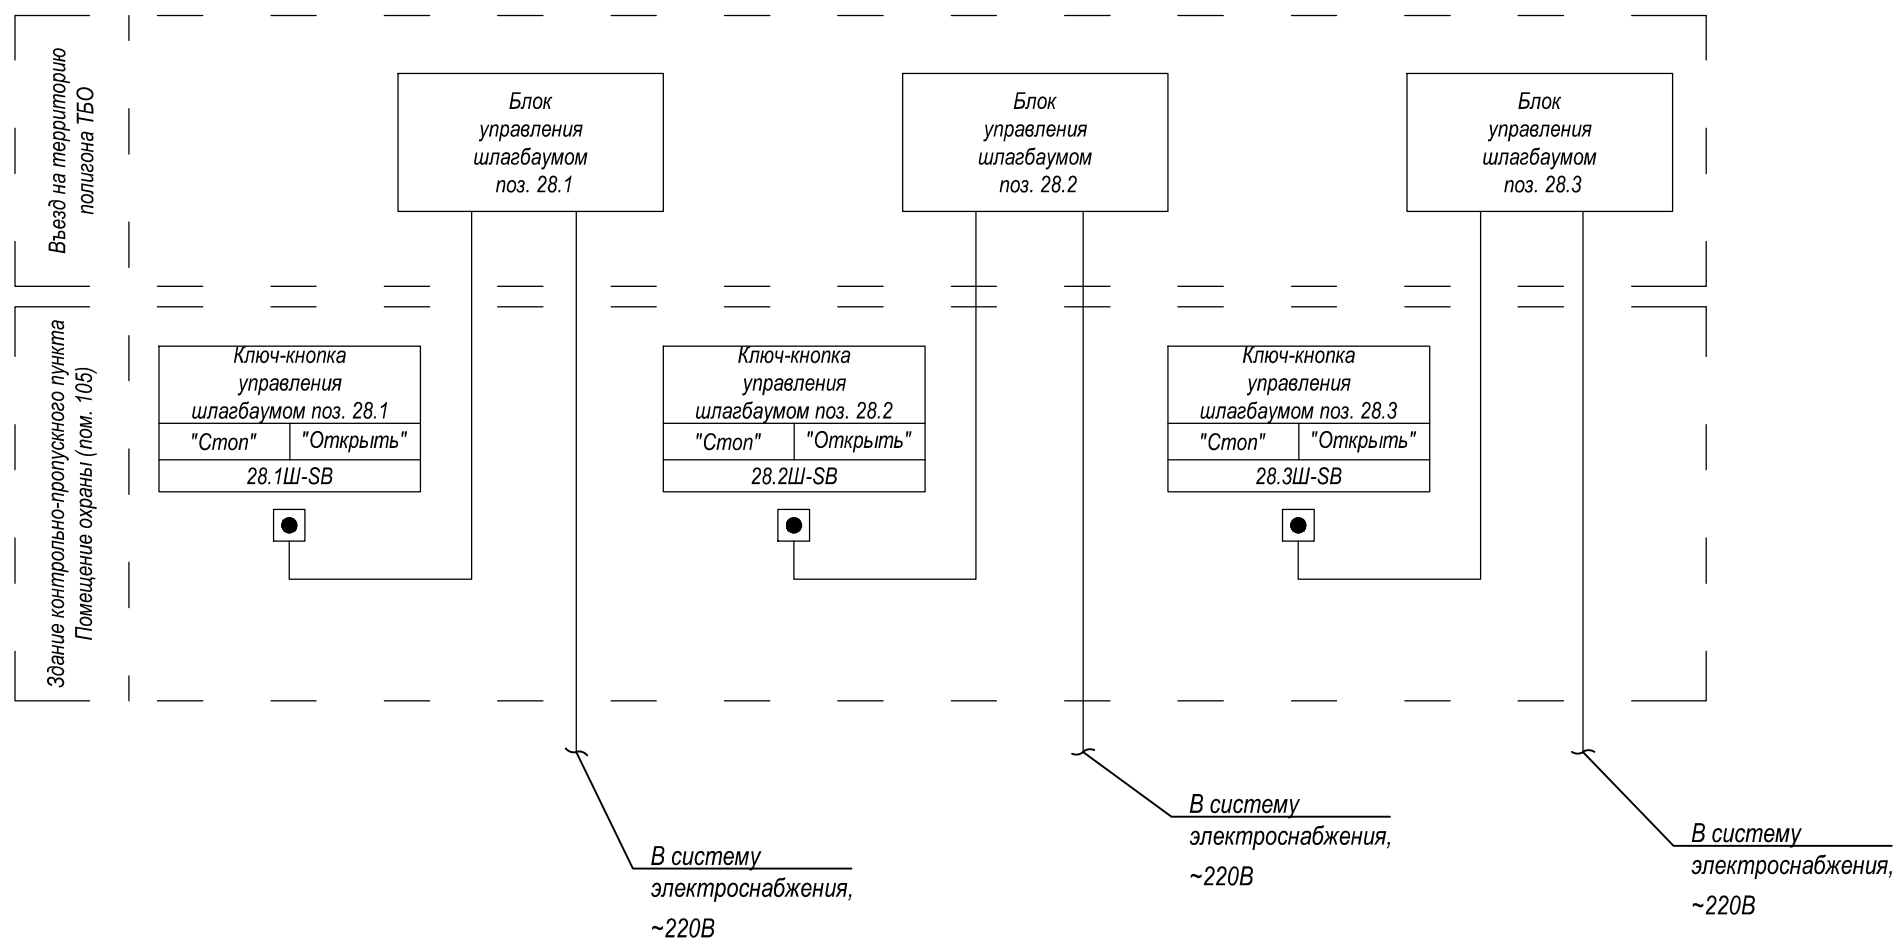 Въезд на территорию
полигона ТБО
Блок
управления
шлагбаумом
поз. 28.1
Блок
управления
шлагбаумом
поз. 28.2
Блок
управления
шлагбаумом
поз. 28.3
Здание контрольно-пропускного пункта
Помещение охраны (пом. 105)
Ключ-кнопка
управления
шлагбаумом поз. 28.1
"Стоп" "Открыть"
28.1Ш-SB
Ключ-кнопка
управления
шлагбаумом поз. 28.2
"Стоп" "Открыть"
28.2Ш-SB
Ключ-кнопка
управления
шлагбаумом поз. 28.3
"Стоп" "Открыть"
28.3Ш-SB
В систему
электроснабжения,
~220В
В систему
электроснабжения,
~220В
В систему
электроснабжения,
~220В